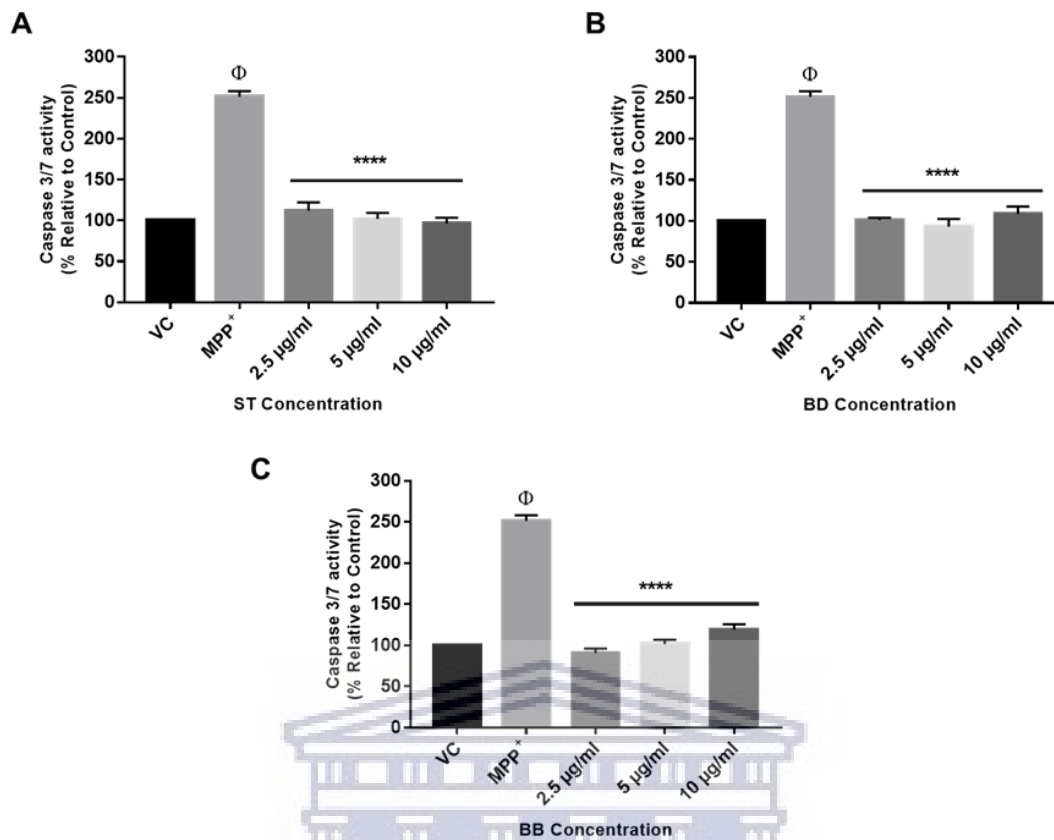 A
Caspase 3/7 activity
(% Relative to Control)
300
250
200
150
100
50
0
Φ
****
VC
MPP+
2.5 µg/ml
5 µg/ml
10 µg/ml
ST Concentration
B
Caspase 3/7 activity
(% Relative to Control)
300
250
200
150
100
50
0
Φ
****
VC
MPP+
2.5 µg/ml
5 µg/ml
10 µg/ml
BD Concentration
C
Caspase 3/7 activity
(% Relative to Control)
300
250
200
150
100
50
0
Φ
****
VC
MPP+
2.5 µg/ml
5 µg/ml
10 µg/ml
BB Concentration